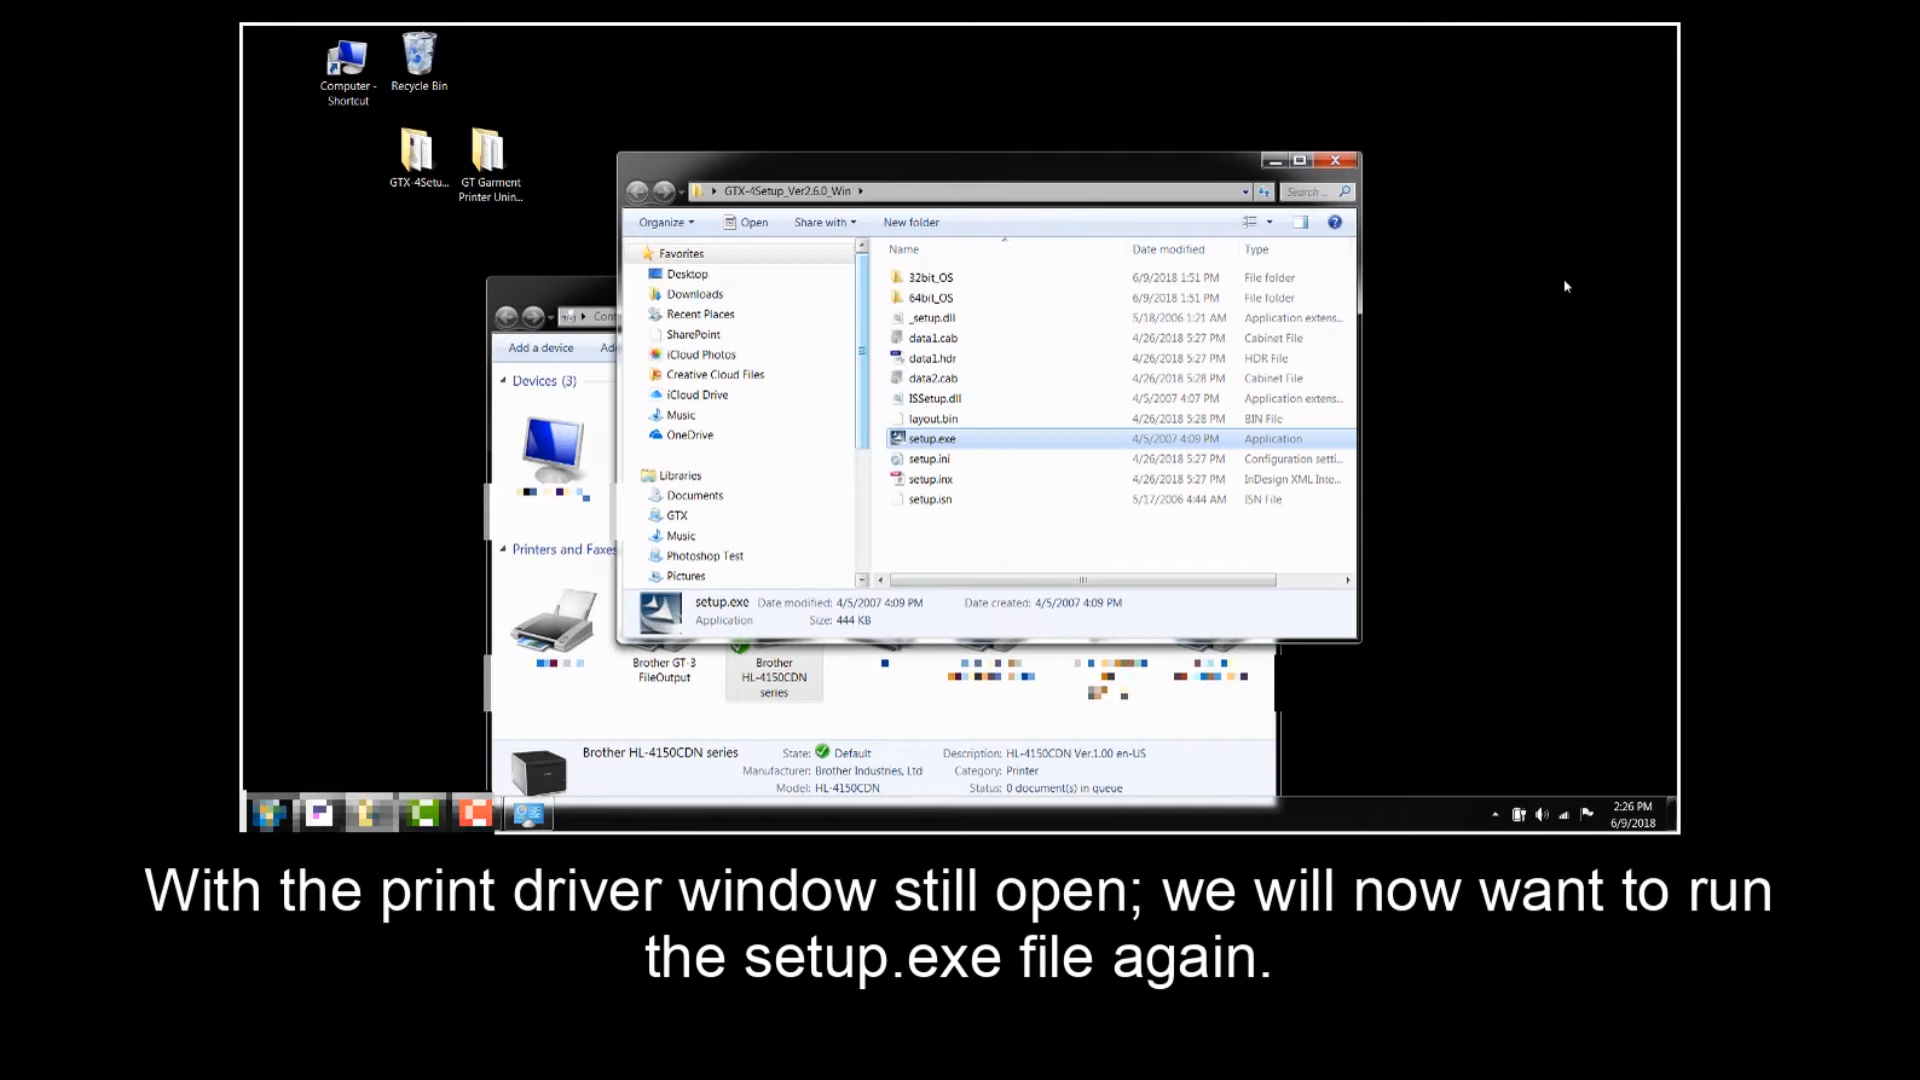 Computer -
Shortcut
Recycle Bin
GTX-4Setu...
GT Garment
Printer Unin...
GTX-4Setup_Ver2.6.0_Win
Search ...
Organize
Open
Share with
New folder
Favorites
Desktop
Downloads
Recent Places
SharePoint
iCloud Photos
Creative Cloud Files
iCloud Drive
Music
OneDrive
Libraries
Documents
GTX
Music
Photoshop Test
Pictures
Name Date modified Type
32bit_OS 6/9/2018 1:51 PM File folder
64bit_OS 6/9/2018 1:51 PM File folder
_setup.dll 5/18/2006 1:21 AM Application extens...
data1.cab 4/26/2018 5:27 PM Cabinet File
data1.hdr 4/26/2018 5:27 PM HDR File
data2.cab 4/26/2018 5:28 PM Cabinet File
ISSetup.dll 4/5/2007 4:07 PM Application extens...
layout.bin 4/26/2018 5:28 PM BIN File
setup.exe 4/5/2007 4:09 PM Application
setup.ini 4/26/2018 5:27 PM Configuration setti...
setup.inx 4/26/2018 5:27 PM InDesign XML Inte...
setup.isn 5/17/2006 4:44 AM ISN File
setup.exe Date modified: 4/5/2007 4:09 PM Date created: 4/5/2007 4:09 PM
Application Size: 444 KB
Cont
Add a device Ad
Devices (3)
Printers and Faxes
Brother GT-3
FileOutput
Brother
HL-4150CDN
series
Brother HL-4150CDN series State: Default Description: HL-4150CDN Ver.1.00 en-US
Manufacturer: Brother Industries, Ltd Category: Printer
Model: HL-4150CDN Status: 0 document(s) in queue
2:26 PM
6/9/2018
With the print driver window still open; we will now want to run
the setup.exe file again.